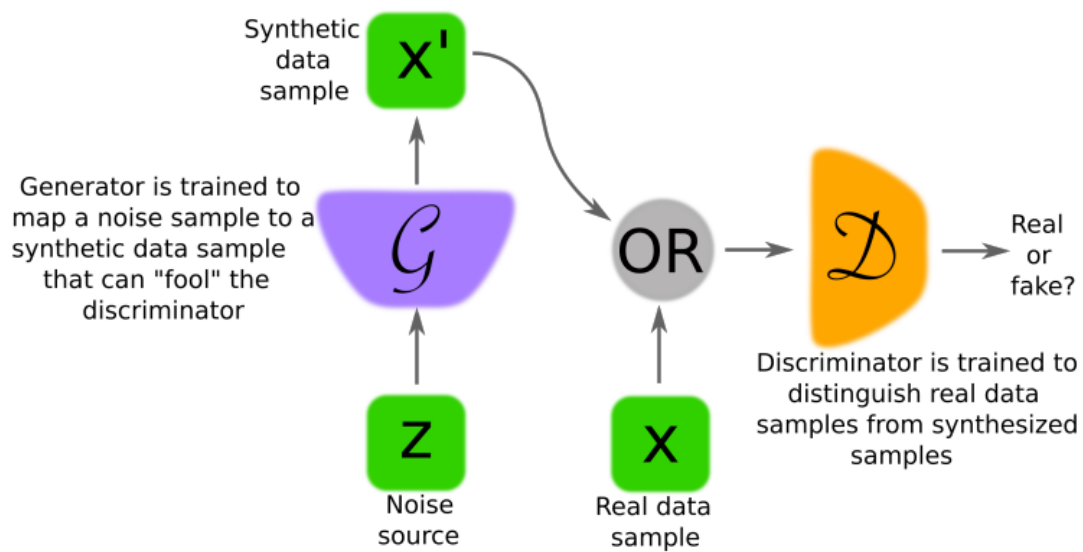 Synthetic
data
sample
x'
Generator is trained to
map a noise sample to a
synthetic data sample
that can "fool" the
discriminator
G
z
Noise
source
OR
x
Real data
sample
D
Real
or
fake?
Discriminator is trained to
distinguish real data
samples from synthesized
samples